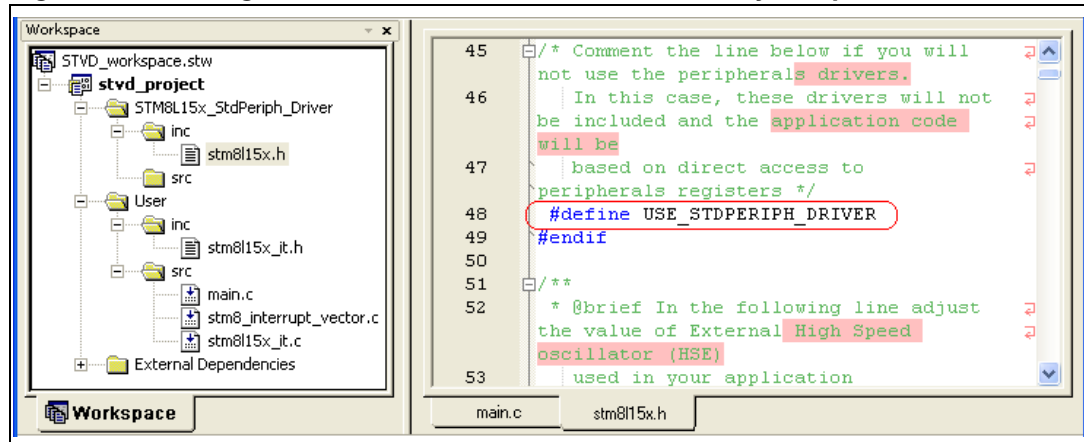 Workspace
STVD_workspace.stw
stvd_project
STM8L15x_StdPeriph_Driver
inc
stm8l15x.h
src
User
inc
stm8l15x_it.h
src
main.c
stm8_interrupt_vector.c
stm8l15x_it.c
External Dependencies
Workspace
45 /* Comment the line below if you will
not use the peripherals drivers.
46 In this case, these drivers will not
be included and the application code
will be
47 based on direct access to
peripherals registers */
48 #define USE_STDPERIPH_DRIVER
49 #endif
50
51 /**
52 * @brief In the following line adjust
the value of External High Speed
oscillator (HSE)
53 used in your application
main.c
stm8l15x.h